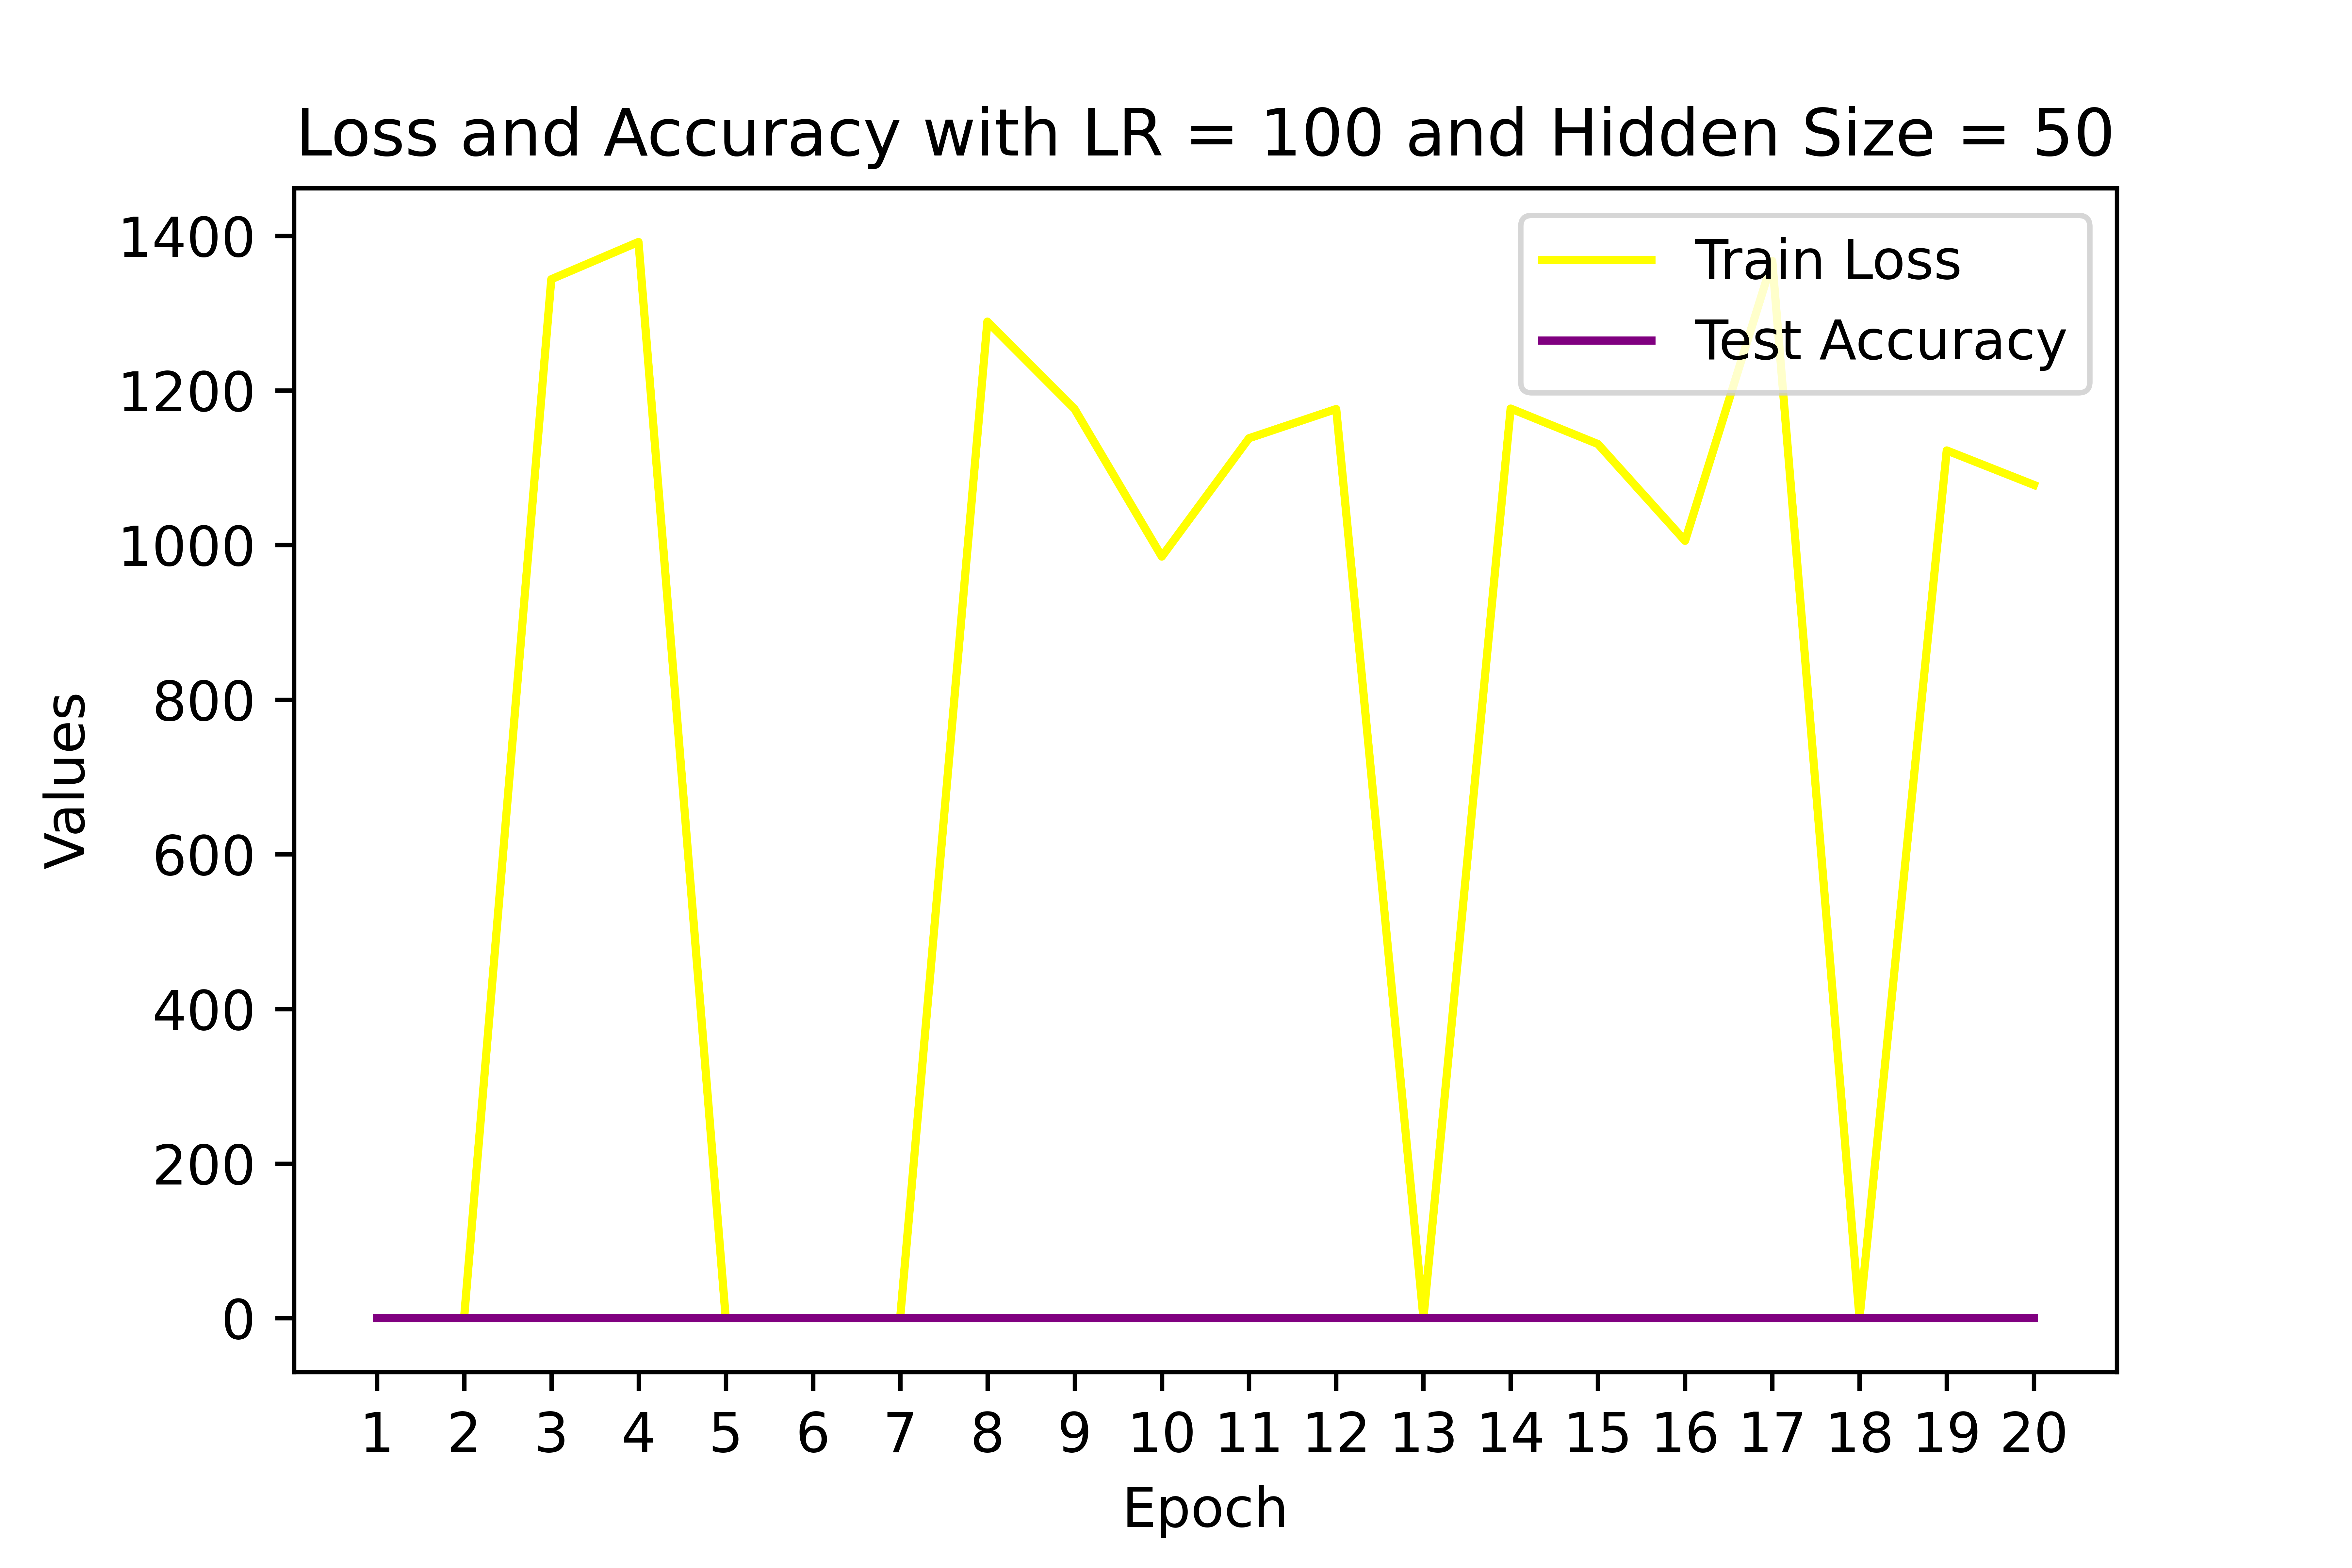 Loss and Accuracy with LR = 100 and Hidden Size = 50
Train Loss
Test Accuracy
Values
1400
1200
1000
800
600
400
200
0
1 2 3 4 5 6 7 8 9 10 11 12 13 14 15 16 17 18 19 20
Epoch